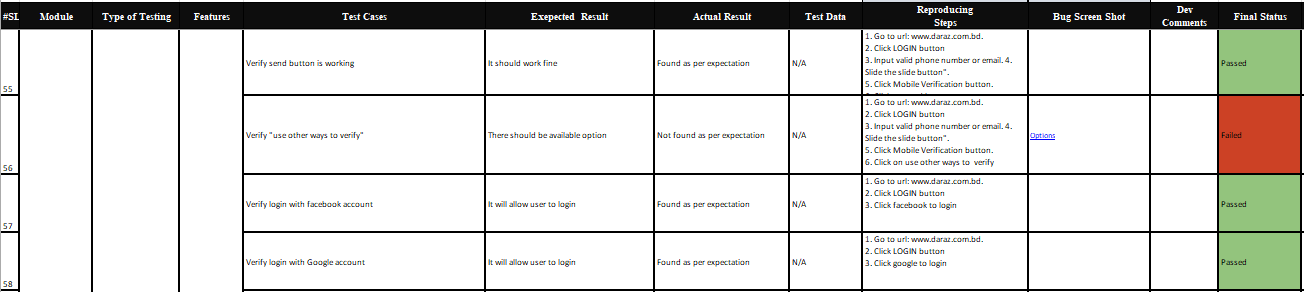 #SL Module Type of Testing Features Test Cases Exepected Result Actual Result Test Data Reproducing Steps Bug Screen Shot Dev Comments Final Status
55 Verify send button is working It should work fine Found as per expectation N/A
1. Go to url: www.daraz.com.bd.
2. Click LOGIN button
3. Input valid phone number or email. 4.
Slide the slide button".
5. Click Mobile Verification button.
Passed
56 Verify "use other ways to verify" There should be available option Not found as per expectation N/A
1. Go to url: www.daraz.com.bd.
2. Click LOGIN button
3. Input valid phone number or email. 4.
Slide the slide button".
5. Click Mobile Verification button.
6. Click on use other ways to verify
Options
Failed
57 Verify login with facebook account It will allow user to login Found as per expectation N/A
1. Go to url: www.daraz.com.bd.
2. Click LOGIN button
3. Click facebook to login
Passed
58 Verify login with Google account It will allow user to login Found as per expectation N/A
1. Go to url: www.daraz.com.bd.
2. Click LOGIN button
3. Click google to login
Passed